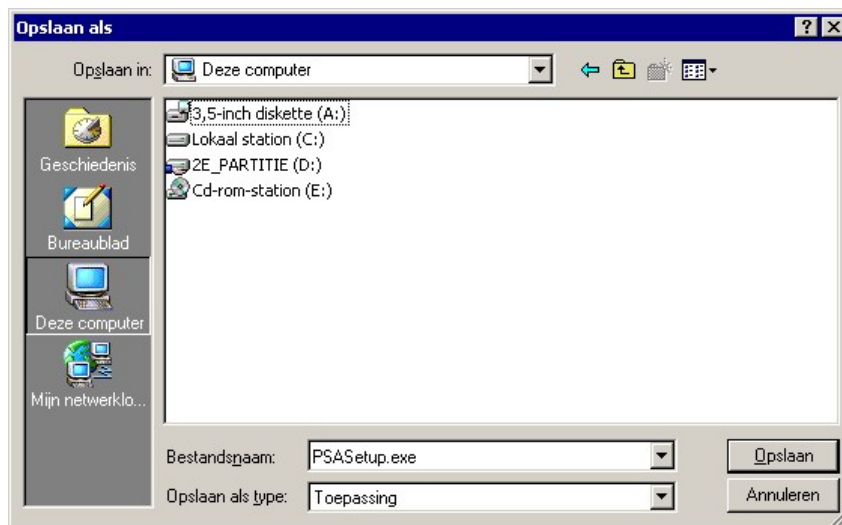 Opslaan als
Opslaan in:
Deze computer
3,5-inch diskette (A:)
Lokaal station (C:)
2E_PARTITIE (D:)
Cd-rom-station (E:)
Geschiedenis
Bureaublad
Deze computer
Mijn netwerklo...
Bestandsnaam:
PSASetup.exe
Opslaan
Opslaan als type:
Toepassing
Annuleren